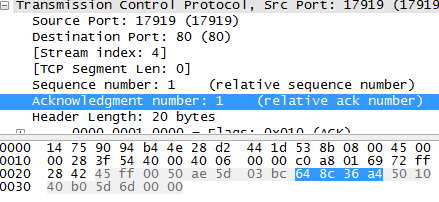 Transmission Control Protocol, Src Port: 17919 (17919)
Source Port: 17919 (17919)
Destination Port: 80 (80)
[Stream index: 4]
[TCP Segment Len: 0]
Sequence number: 1 (relative sequence number)
Acknowledgment number: 1 (relative ack number)
Header Length: 20 bytes
0000 0001 0000 = Flags: 0x010 (ACK)
0000 14 75 90 94 b4 4e 28 d2 44 1d 53 8b 08 00 45 00
0010 00 28 3f 54 40 00 40 06 00 00 c0 a8 01 69 72 ff
0020 28 42 45 ff 00 50 ae 5d 03 bc 64 8c 36 a4 50 10
0030 40 b0 5d 6d 00 00